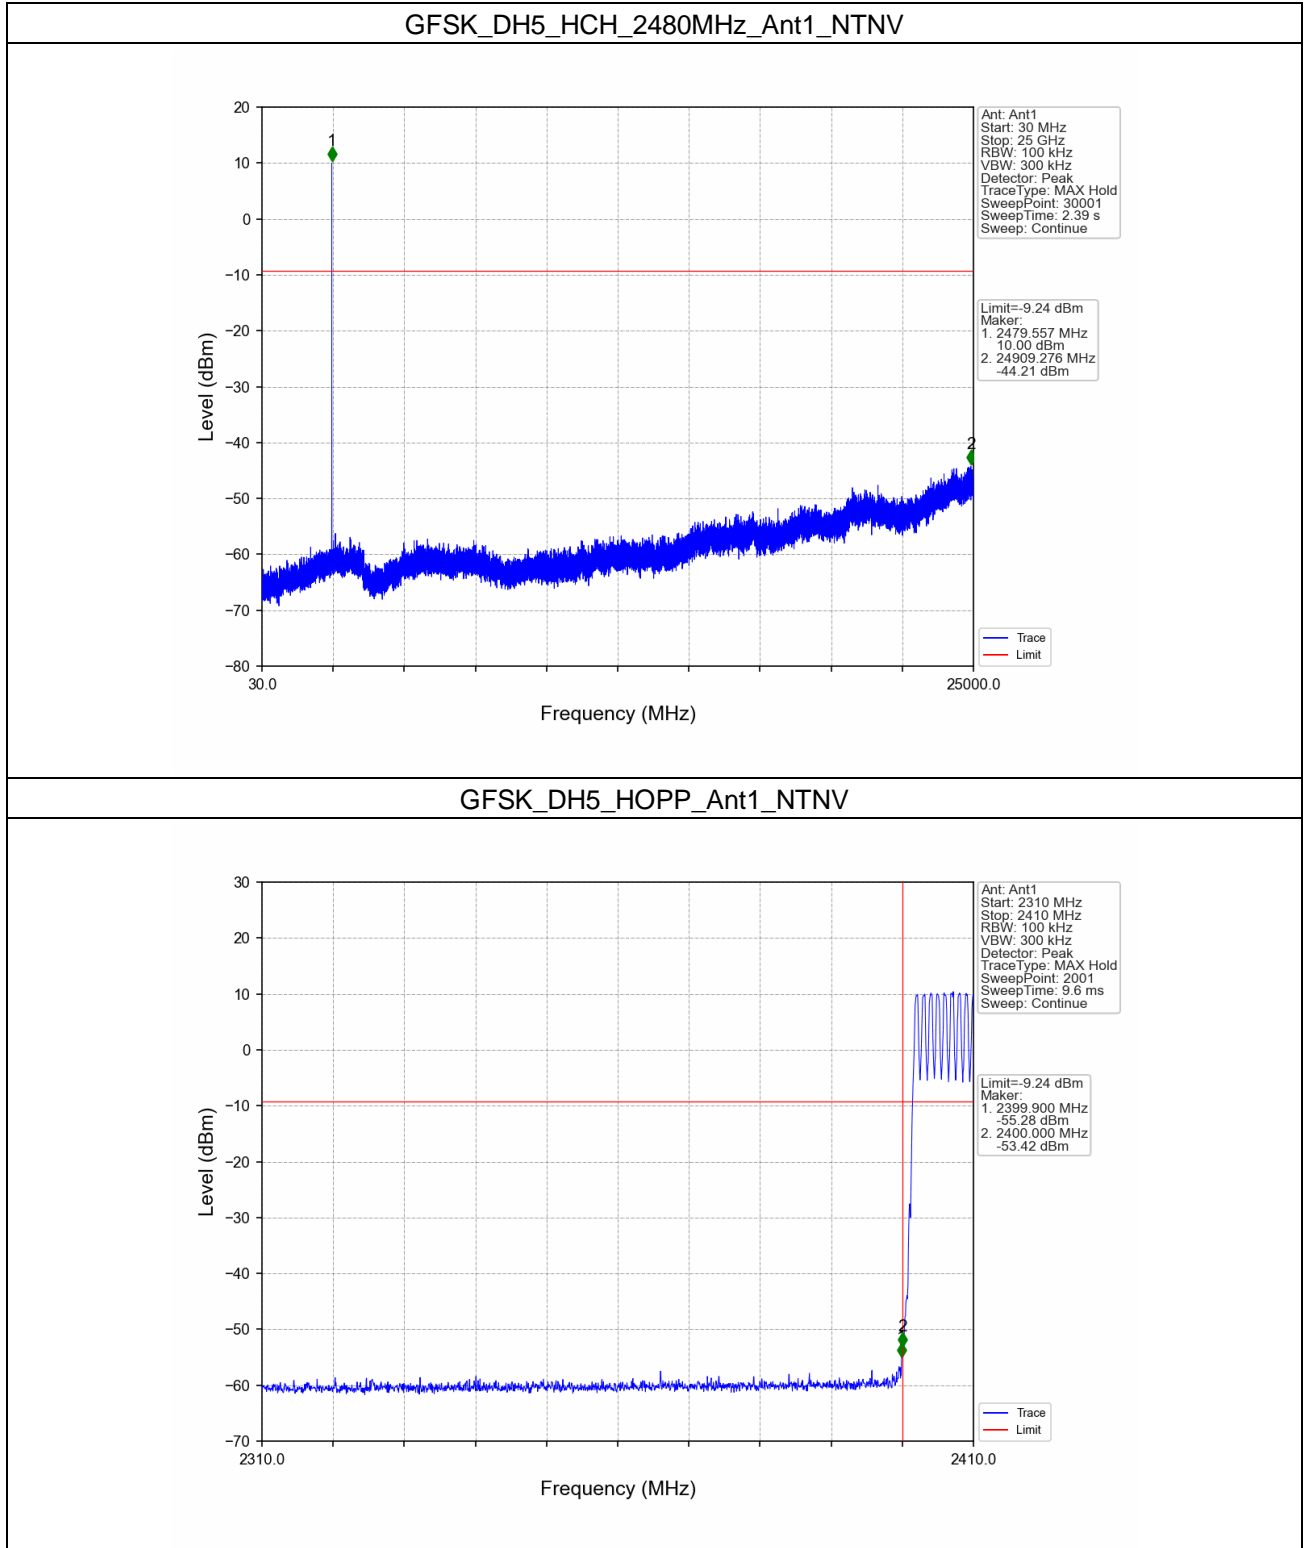 GFSK_DH5_HCH_2480MHz_Ant1_NTNV
20
10
0
−10
−20
−30
−40
−50
−60
−70
−80
Level (dBm)
1
2
30.0
25000.0
Frequency (MHz)
Ant: Ant1
Start: 30 MHz
Stop: 25 GHz
RBW: 100 kHz
VBW: 300 kHz
Detector: Peak
TraceType: MAX Hold
SweepPoint: 30001
SweepTime: 2.39 s
Sweep: Continue
Limit=-9.24 dBm
Maker:
1. 2479.557 MHz
10.00 dBm
2. 24909.276 MHz
-44.21 dBm
Trace
Limit
GFSK_DH5_HOPP_Ant1_NTNV
30
20
10
0
−10
−20
−30
−40
−50
−60
−70
Level (dBm)
2
2310.0
2410.0
Frequency (MHz)
Ant: Ant1
Start: 2310 MHz
Stop: 2410 MHz
RBW: 100 kHz
VBW: 300 kHz
Detector: Peak
TraceType: MAX Hold
SweepPoint: 2001
SweepTime: 9.6 ms
Sweep: Continue
Limit=-9.24 dBm
Maker:
1. 2399.900 MHz
-55.28 dBm
2. 2400.000 MHz
-53.42 dBm
Trace
Limit